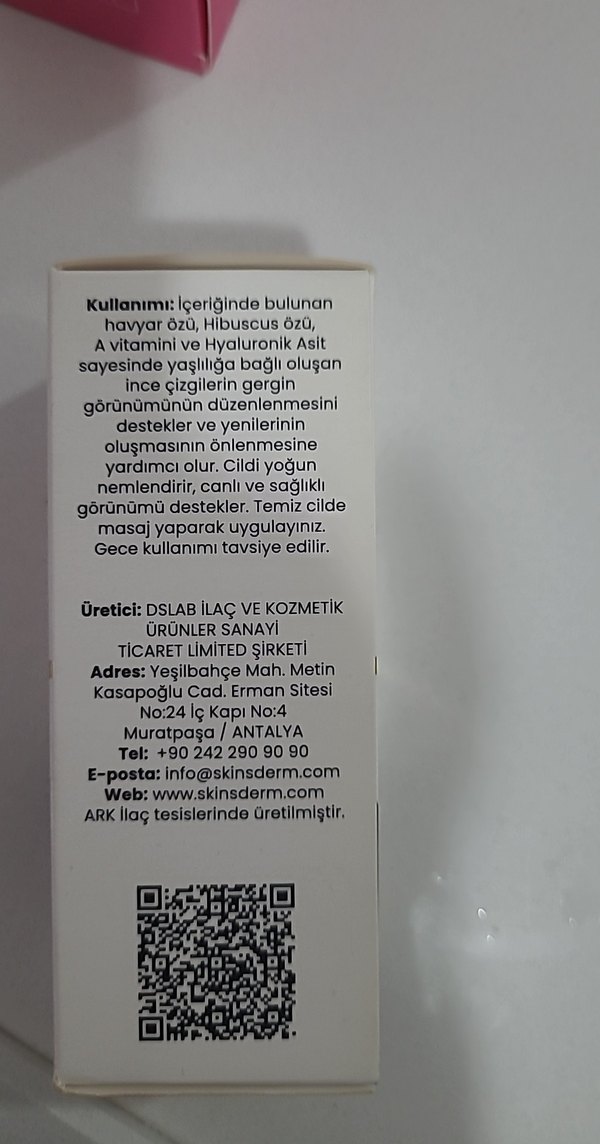 Kullanımı: İçeriğinde bulunan
havyar özü, Hibuscus özü,
A vitamini ve Hyaluronik Asit
sayesinde yaşlılığa bağlı oluşan
ince çizgilerin gergin
görünümünün düzenlenmesini
destekler ve yenilerinin
oluşmasının önlenmesine
yardımcı olur. Cildi yoğun
nemlendirir, canlı ve sağlıklı
görünümü destekler. Temiz cilde
masaj yaparak uygulayınız.
Gece kullanımı tavsiye edilir.
Üretici: DSLAB İLAÇ VE KOZMETİK
ÜRÜNLER SANAYİ
TİCARET LİMİTED ŞİRKETİ
Adres: Yeşilbahçe Mah. Metin
Kasapoğlu Cad. Erman Sitesi
No:24 İç Kapı No:4
Muratpaşa / ANTALYA
Tel: +90 242 290 90 90
E-posta: info@skinsderm.com
Web: www.skinsderm.com
ARK İlaç tesislerinde üretilmiştir.